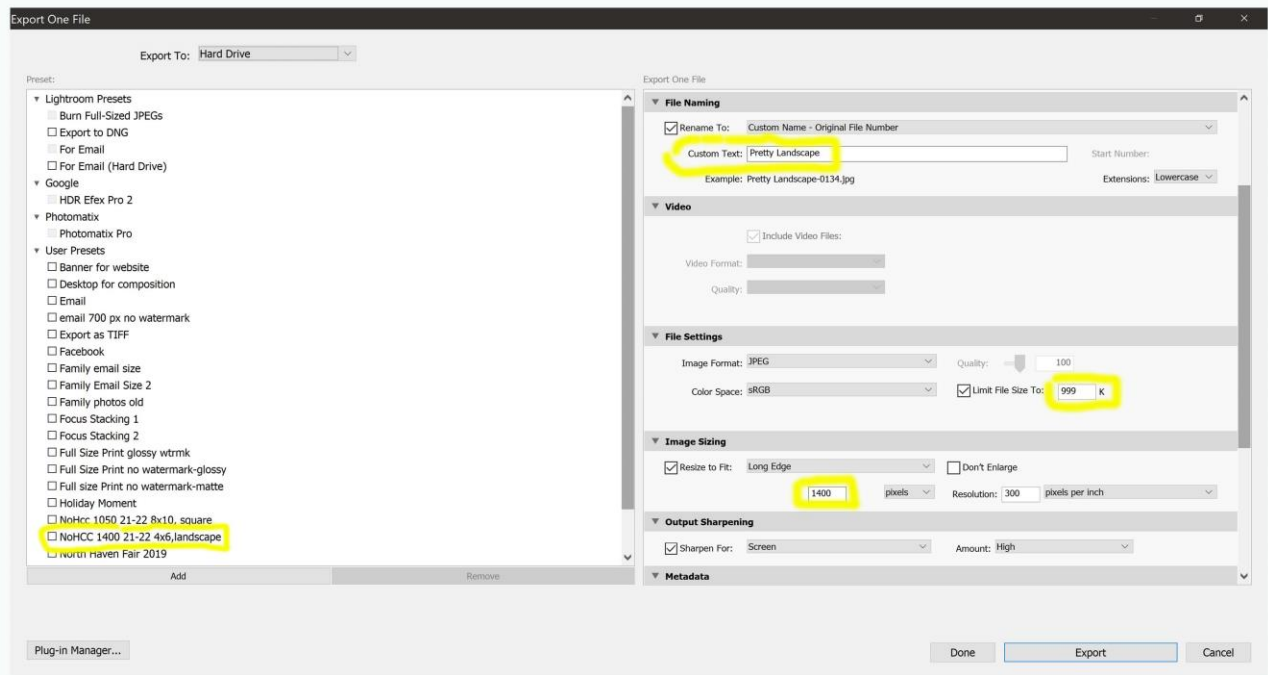 Export One File
Export To: Hard Drive
Preset:
Lightroom Presets
Burn Full-Sized JPEGs
Export to DNG
For Email
For Email (Hard Drive)
Google
HDR Efex Pro 2
Photomatix
Photomatix Pro
User Presets
Banner for website
Desktop for composition
Email
email 700 px no watermark
Export as TIFF
Facebook
Family email size
Family Email Size 2
Family photos old
Focus Stacking 1
Focus Stacking 2
Full Size Print glossy wtrmk
Full Size Print no watermark-glossy
Full size Print no watermark-matte
Holiday Moment
NoHcc 1050 21-22 8x10, square
NoHCC 1400 21-22 4x6,landscape
North Haven Fair 2019
Add Remove
Export One File
File Naming
Rename To: Custom Name - Original File Number
Custom Text: Pretty Landscape Start Number:
Example: Pretty Landscape-0134.jpg Extensions: Lowercase
Video
Include Video Files:
Video Format:
Quality:
File Settings
Image Format: JPEG Quality: 100
Color Space: sRGB Limit File Size To: 999 K
Image Sizing
Resize to Fit: Long Edge Don't Enlarge
1400 pixels Resolution: 300 pixels per inch
Output Sharpening
Sharpen For: Screen Amount: High
Metadata
Plug-in Manager... Done Export Cancel